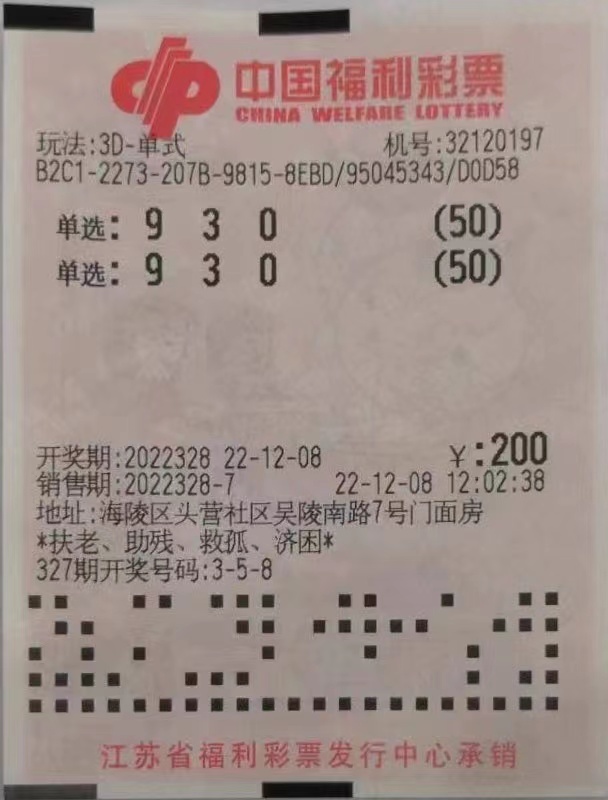 中国福利彩票
CHINA WELFARE LOTTERY
玩法:3D-单式 机号:32120197
B2C1-2273-207B-9815-8EBD/95045343/D0D58
单选: 9 3 0 (50)
单选: 9 3 0 (50)
开奖期:2022328 22-12-08 ¥:200
销售期:2022328-7 22-12-08 12:02:38
地址:海陵区头营社区吴陵南路7号门面房
*扶老、助残、救孤、济困*
327期开奖号码:3-5-8
江苏省福利彩票发行中心承销